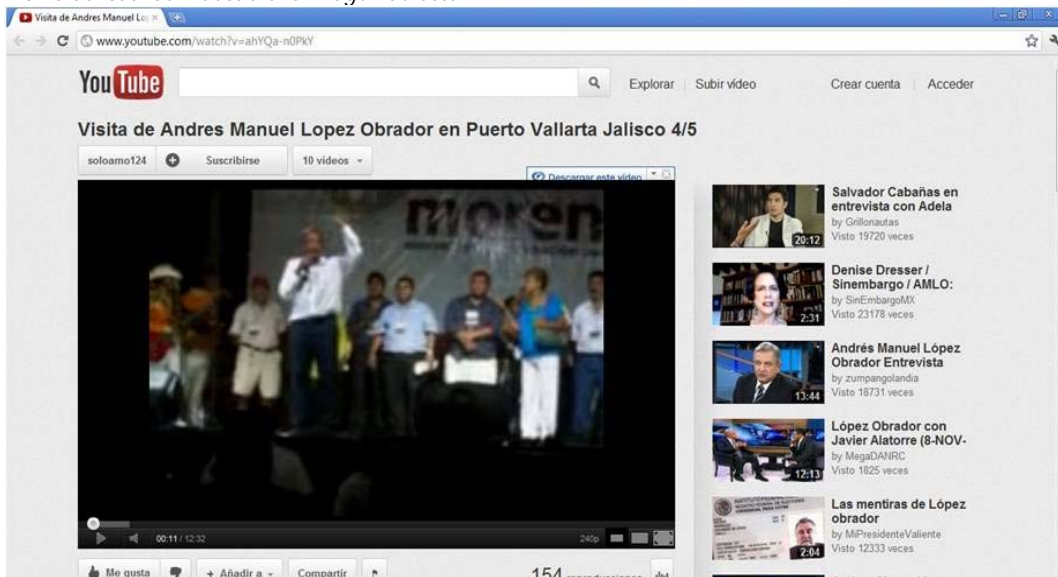 Visita de Andres Manuel Lo
www.youtube.com/watch?v=ahYQa-n0PkY
YouTube
Explorar
Subir vídeo
Crear cuenta
Acceder
Visita de Andres Manuel Lopez Obrador en Puerto Vallarta Jalisco 4/5
soloamo124
Suscribirse
10 vídeos
Descargar este vídeo
moren
00:11 / 12:32
240p
Me gusta
+ Añadir a
Compartir
154 reproducciones
Salvador Cabañas en
entrevista con Adela
by Grillonautas
Visto 19720 veces
20:12
Denise Dresser /
Sinembargo / AMLO:
by SinEmbargoMX
Visto 23178 veces
2:31
Andrés Manuel López
Obrador Entrevista
by zumpangolandia
Visto 18731 veces
13:44
López Obrador con
Javier Alatorre (8-NOV-
by MegaDANRC
Visto 1825 veces
12:13
Las mentiras de López
obrador
by MiPresidenteValiente
Visto 12333 veces
2:04